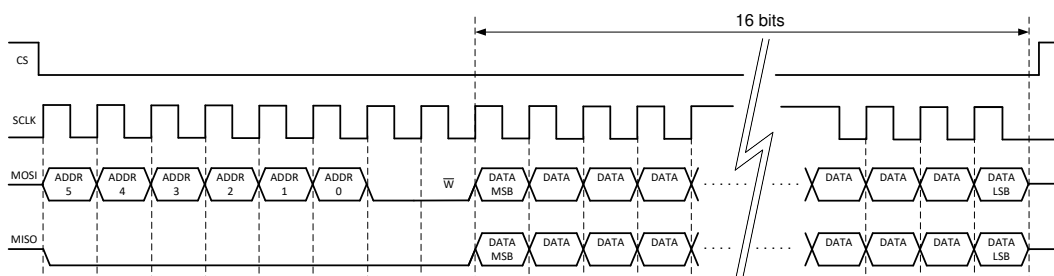 16 bits
CS
SCLK
MOSI ADDR 5 ADDR 4 ADDR 3 ADDR 2 ADDR 1 ADDR 0 W̅ DATA MSB DATA DATA DATA DATA DATA DATA DATA LSB
MISO DATA MSB DATA DATA DATA DATA DATA DATA DATA LSB